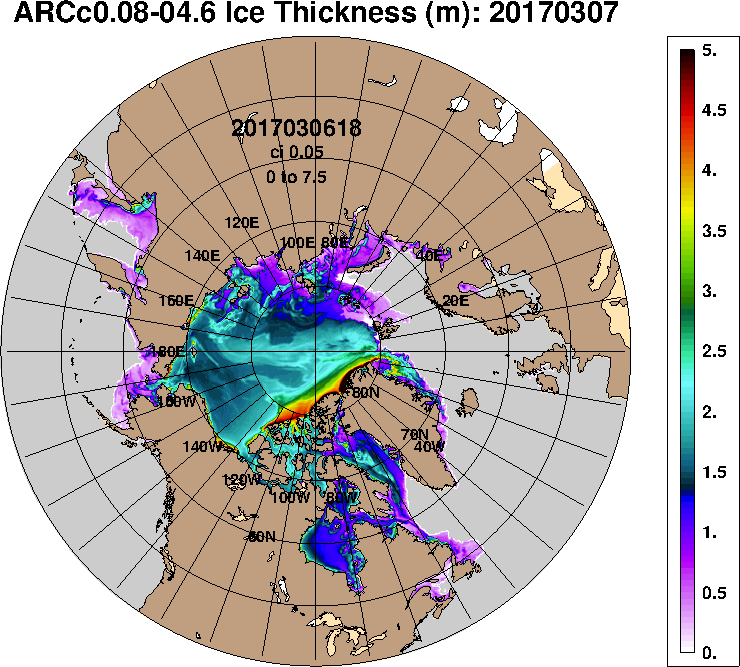 ARCc0.08-04.6 Ice Thickness (m): 20170307
2017030618
ci 0.05
0 to 7.5
120E
100E 80E
140E
40E
160E
20E
180E
160W
80N
140W
70N
40W
120W
100W
80W
60N
5.
4.5
4.
3.5
3.
2.5
2.
1.5
1.
0.5
0.